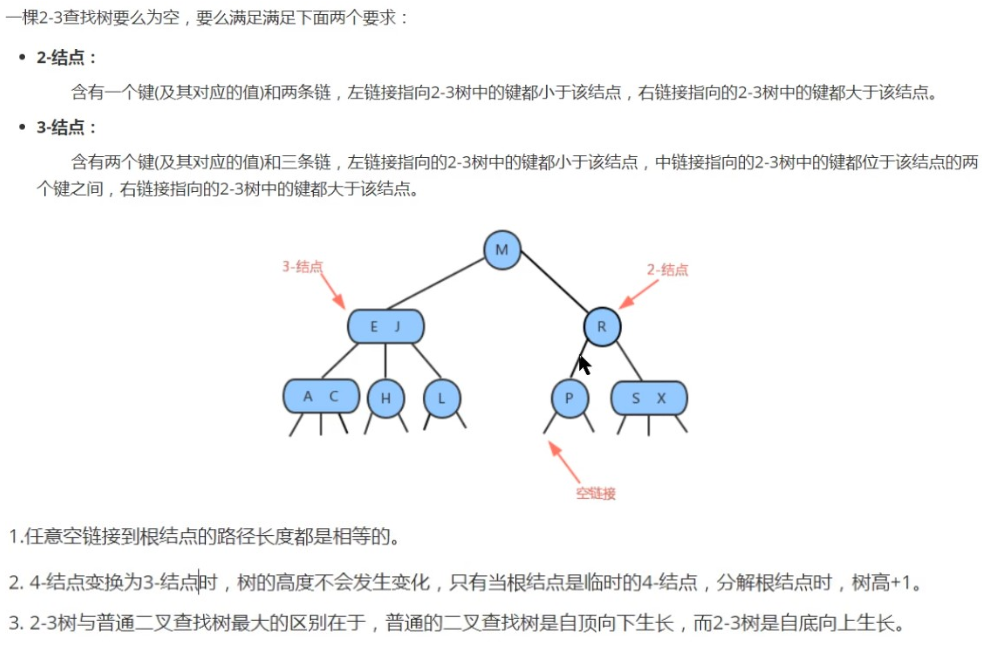 一棵2-3查找树要么为空，要么满足满足下面两个要求：
• 2-结点：
含有一个键(及其对应的值)和两条链，左链接指向2-3树中的键都小于该结点，右链接指向的2-3树中的键都大于该结点。
• 3-结点：
含有两个键(及其对应的值)和三条链，左链接指向的2-3树中的键都小于该结点，中链接指向的2-3树中的键都位于该结点的两
个键之间，右链接指向的2-3树中的键都大于该结点。
M
3-结点
2-结点
E J
R
A C
H
L
P
S X
空链接
1.任意空链接到根结点的路径长度都是相等的。
2. 4-结点变换为3-结点时，树的高度不会发生变化，只有当根结点是临时的4-结点，分解根结点时，树高+1。
3. 2-3树与普通二叉查找树最大的区别在于，普通的二叉查找树是自顶向下生长，而2-3树是自底向上生长。